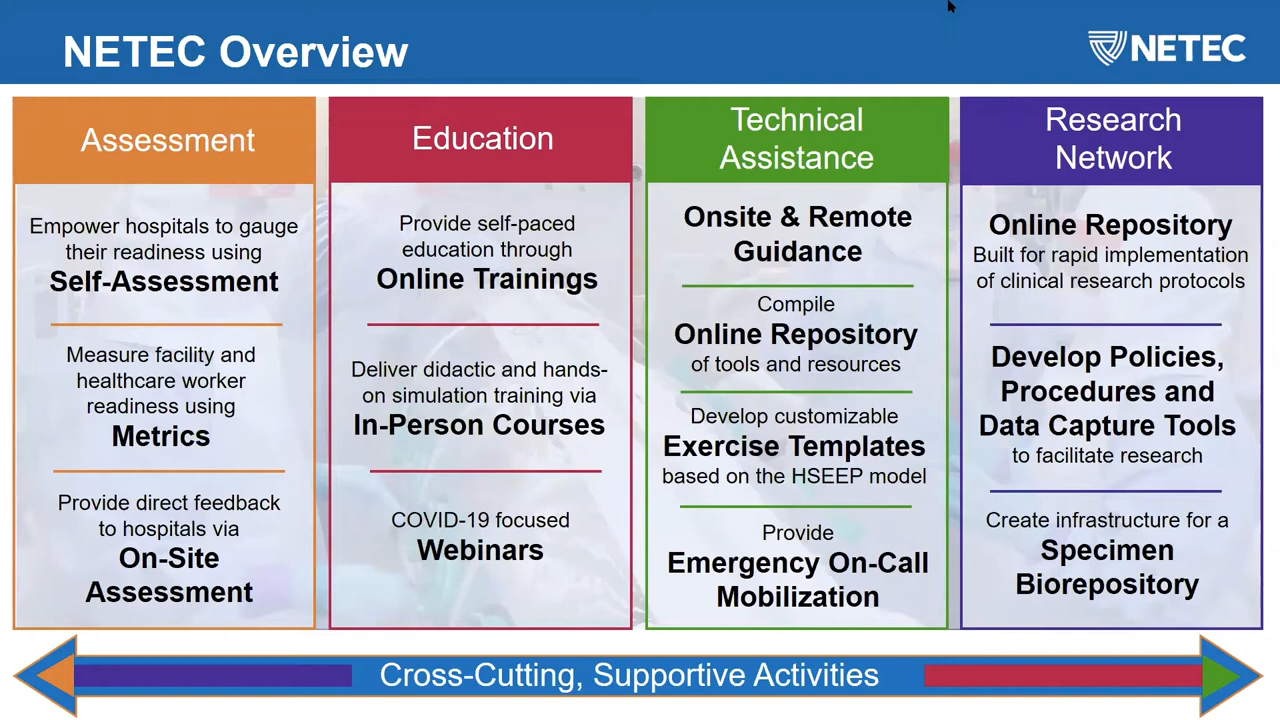 NETEC Overview
NETEC
Assessment
Empower hospitals to gauge
their readiness using
Self-Assessment
Measure facility and
healthcare worker
readiness using
Metrics
Provide direct feedback
to hospitals via
On-Site
Assessment
Education
Provide self-paced
education through
Online Trainings
Deliver didactic and hands-
on simulation training via
In-Person Courses
COVID-19 focused
Webinars
Technical
Assistance
Onsite & Remote
Guidance
Compile
Online Repository
of tools and resources
Develop customizable
Exercise Templates
based on the HSEEP model
Provide
Emergency On-Call
Mobilization
Research
Network
Online Repository
Built for rapid implementation
of clinical research protocols
Develop Policies,
Procedures and
Data Capture Tools
to facilitate research
Create infrastructure for a
Specimen
Biorepository
Cross-Cutting, Supportive Activities